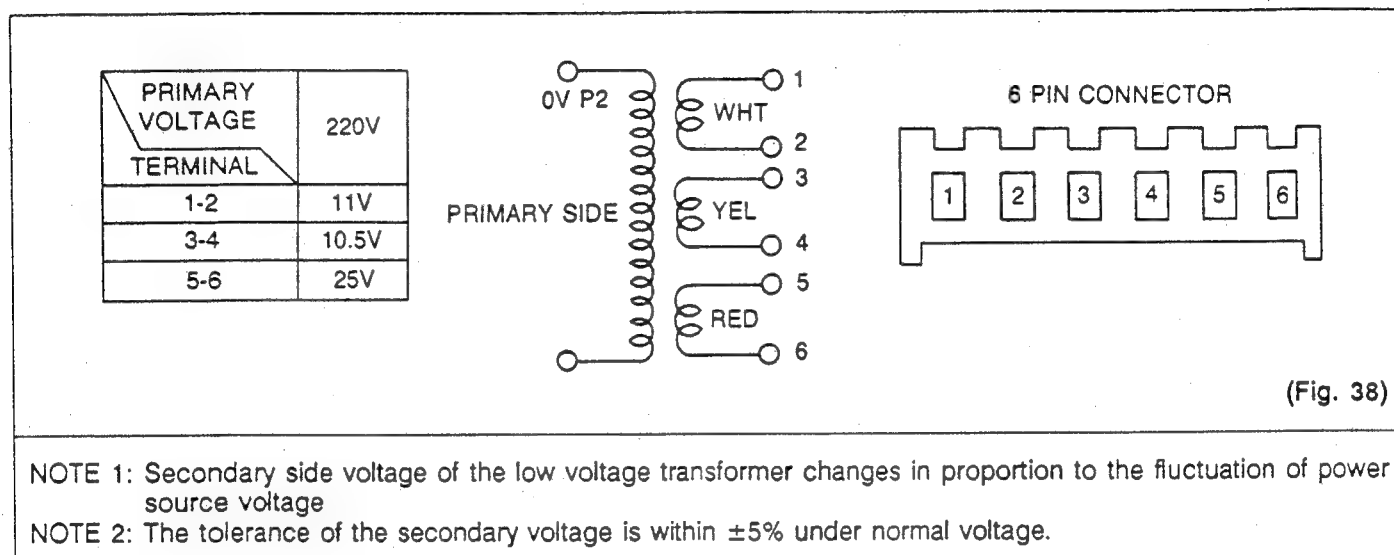 PRIMARY
VOLTAGE
220V
TERMINAL
1-2 11V
3-4 10.5V
5-6 25V
0V P2
PRIMARY SIDE
WHT
YEL
RED
1
2
3
4
5
6
6 PIN CONNECTOR
1 2 3 4 5 6
(Fig. 38)
NOTE 1: Secondary side voltage of the low voltage transformer changes in proportion to the fluctuation of power
source voltage
NOTE 2: The tolerance of the secondary voltage is within ±5% under normal voltage.